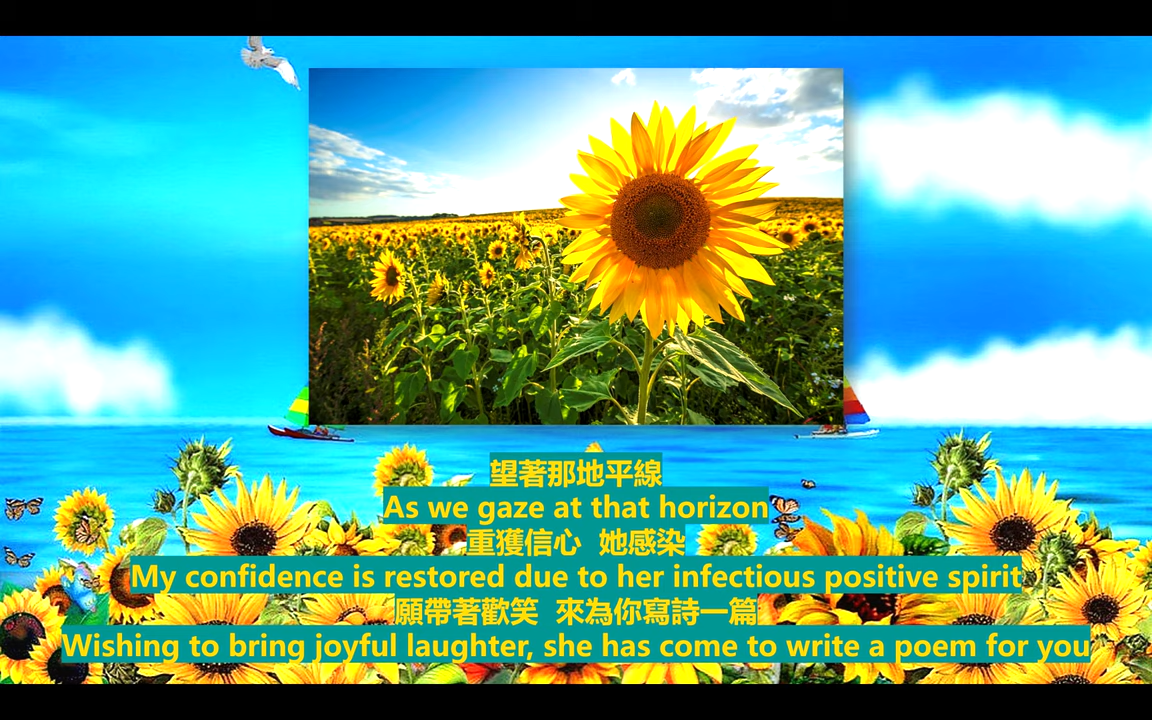 望著那地平線
As we gaze at that horizon
重獲信心 她感染
My confidence is restored due to her infectious positive spirit
願帶著歡笑 來為你寫詩一篇
Wishing to bring joyful laughter, she has come to write a poem for you